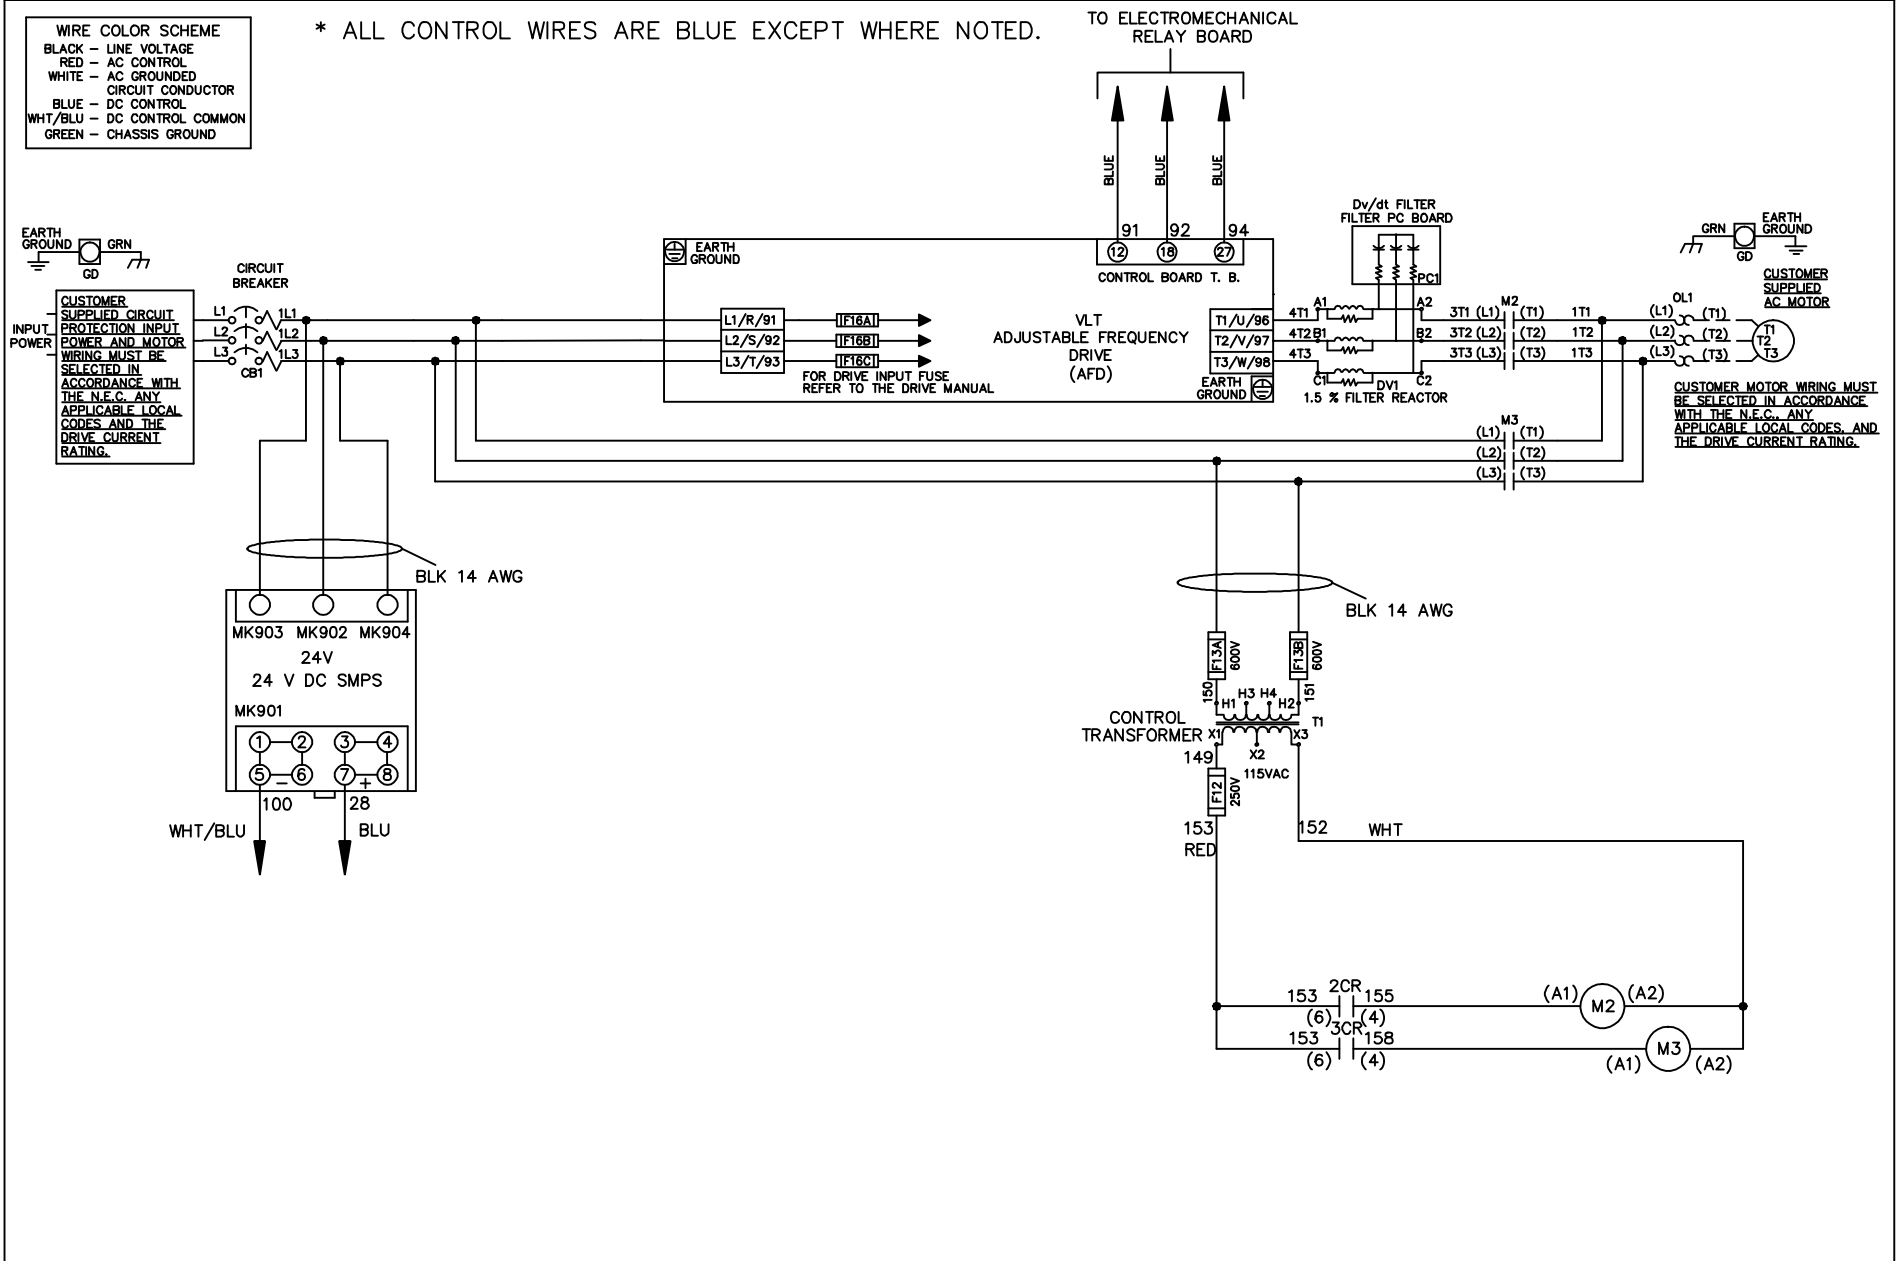 WIRE COLOR SCHEME
BLACK – LINE VOLTAGE
RED – AC CONTROL
WHITE – AC GROUNDED
CIRCUIT CONDUCTOR
BLUE – DC CONTROL
WHT/BLU – DC CONTROL COMMON
GREEN – CHASSIS GROUND
* ALL CONTROL WIRES ARE BLUE EXCEPT WHERE NOTED.
TO ELECTROMECHANICAL
RELAY BOARD
BLUE
BLUE
BLUE
91 92 94
12 18 27
CONTROL BOARD T. B.
EARTH
GROUND
GRN
GD
CIRCUIT
BREAKER
INPUT
POWER
CUSTOMER
SUPPLIED CIRCUIT
PROTECTION INPUT
POWER AND MOTOR
WIRING MUST BE
SELECTED IN
ACCORDANCE WITH
THE N.E.C. ANY
APPLICABLE LOCAL
CODES AND THE
DRIVE CURRENT
RATING.
L1 1L1
L2 1L2
L3 1L3
CB1
EARTH
GROUND
L1/R/91 IF16A
L2/S/92 IF16B
L3/T/93 IF16C
FOR DRIVE INPUT FUSE
REFER TO THE DRIVE MANUAL
VLT
ADJUSTABLE FREQUENCY
DRIVE
(AFD)
T1/U/96
T2/V/97
T3/W/98
EARTH
GROUND
Dv/dt FILTER
FILTER PC BOARD
PC1
4T1 A1 A2
4T2 B1 B2
4T3 C1 C2
DV1
1.5 % FILTER REACTOR
M2
3T1 (L1) (T1) 1T1
3T2 (L2) (T2) 1T2
3T3 (L3) (T3) 1T3
OL1
(L1) (T1)
(L2) (T2)
(L3) (T3)
T1
T2
T3
GRN
GD
EARTH
GROUND
CUSTOMER
SUPPLIED
AC MOTOR
CUSTOMER MOTOR WIRING MUST
BE SELECTED IN ACCORDANCE
WITH THE N.E.C., ANY
APPLICABLE LOCAL CODES, AND
THE DRIVE CURRENT RATING.
M3
(L1) (T1)
(L2) (T2)
(L3) (T3)
BLK 14 AWG
MK903 MK902 MK904
24V
24 V DC SMPS
MK901
1 2 3 4
5 – 6 7 + 8
100 28
WHT/BLU BLU
BLK 14 AWG
F13A
600V
F13B
600V
150
151
H1 H3 H4 H2
T1
CONTROL
TRANSFORMER
X1 X2 X3
149
115VAC
F12
250V
153
RED
152 WHT
2CR
153 155
(6) (4)
(A1) M2 (A2)
3CR
153 158
(6) (4)
(A1) M3 (A2)